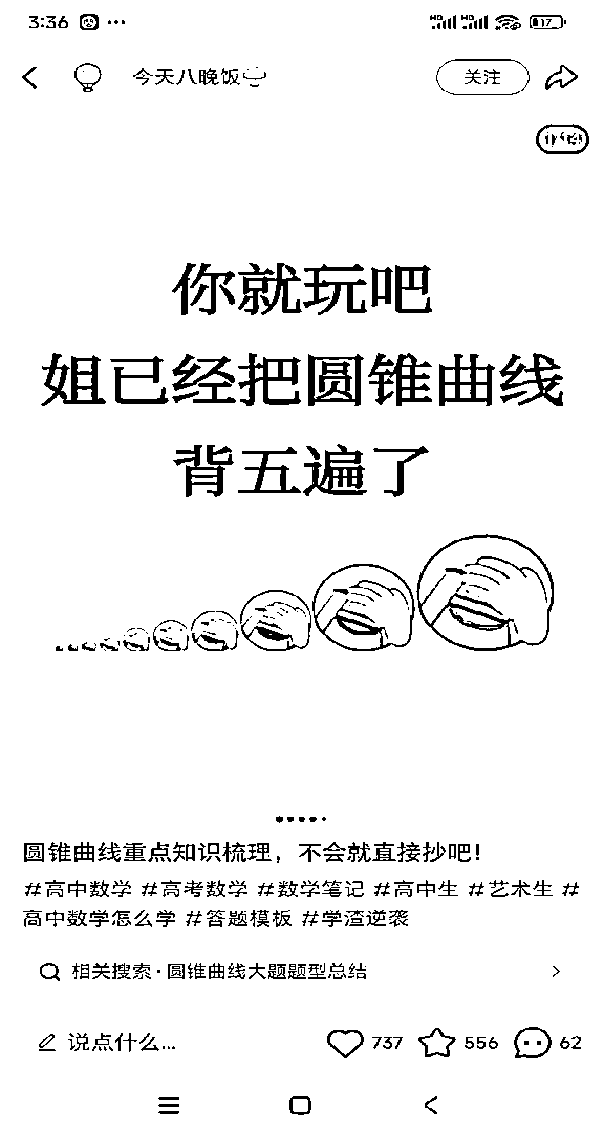 3:36
17
今天八晚饭
关注
你就玩吧
姐已经把圆锥曲线
背五遍了
圆锥曲线重点知识梳理，不会就直接抄吧！
#高中数学 #高考数学 #数学笔记 #高中生 #艺术生 #
高中数学怎么学 #答题模板 #学渣逆袭
相关搜索·圆锥曲线大题题型总结
说点什么...
737
556
62